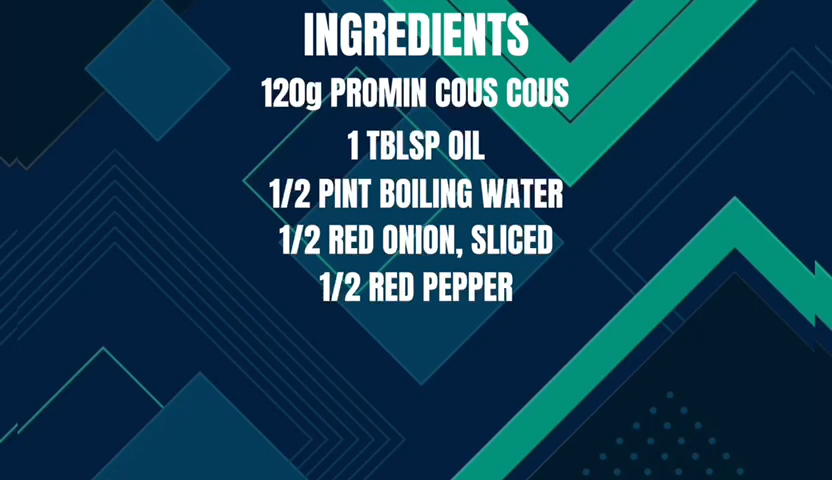 INGREDIENTS
120g PROMIN COUS COUS
1 TBLSP OIL
1/2 PINT BOILING WATER
1/2 RED ONION, SLICED
1/2 RED PEPPER